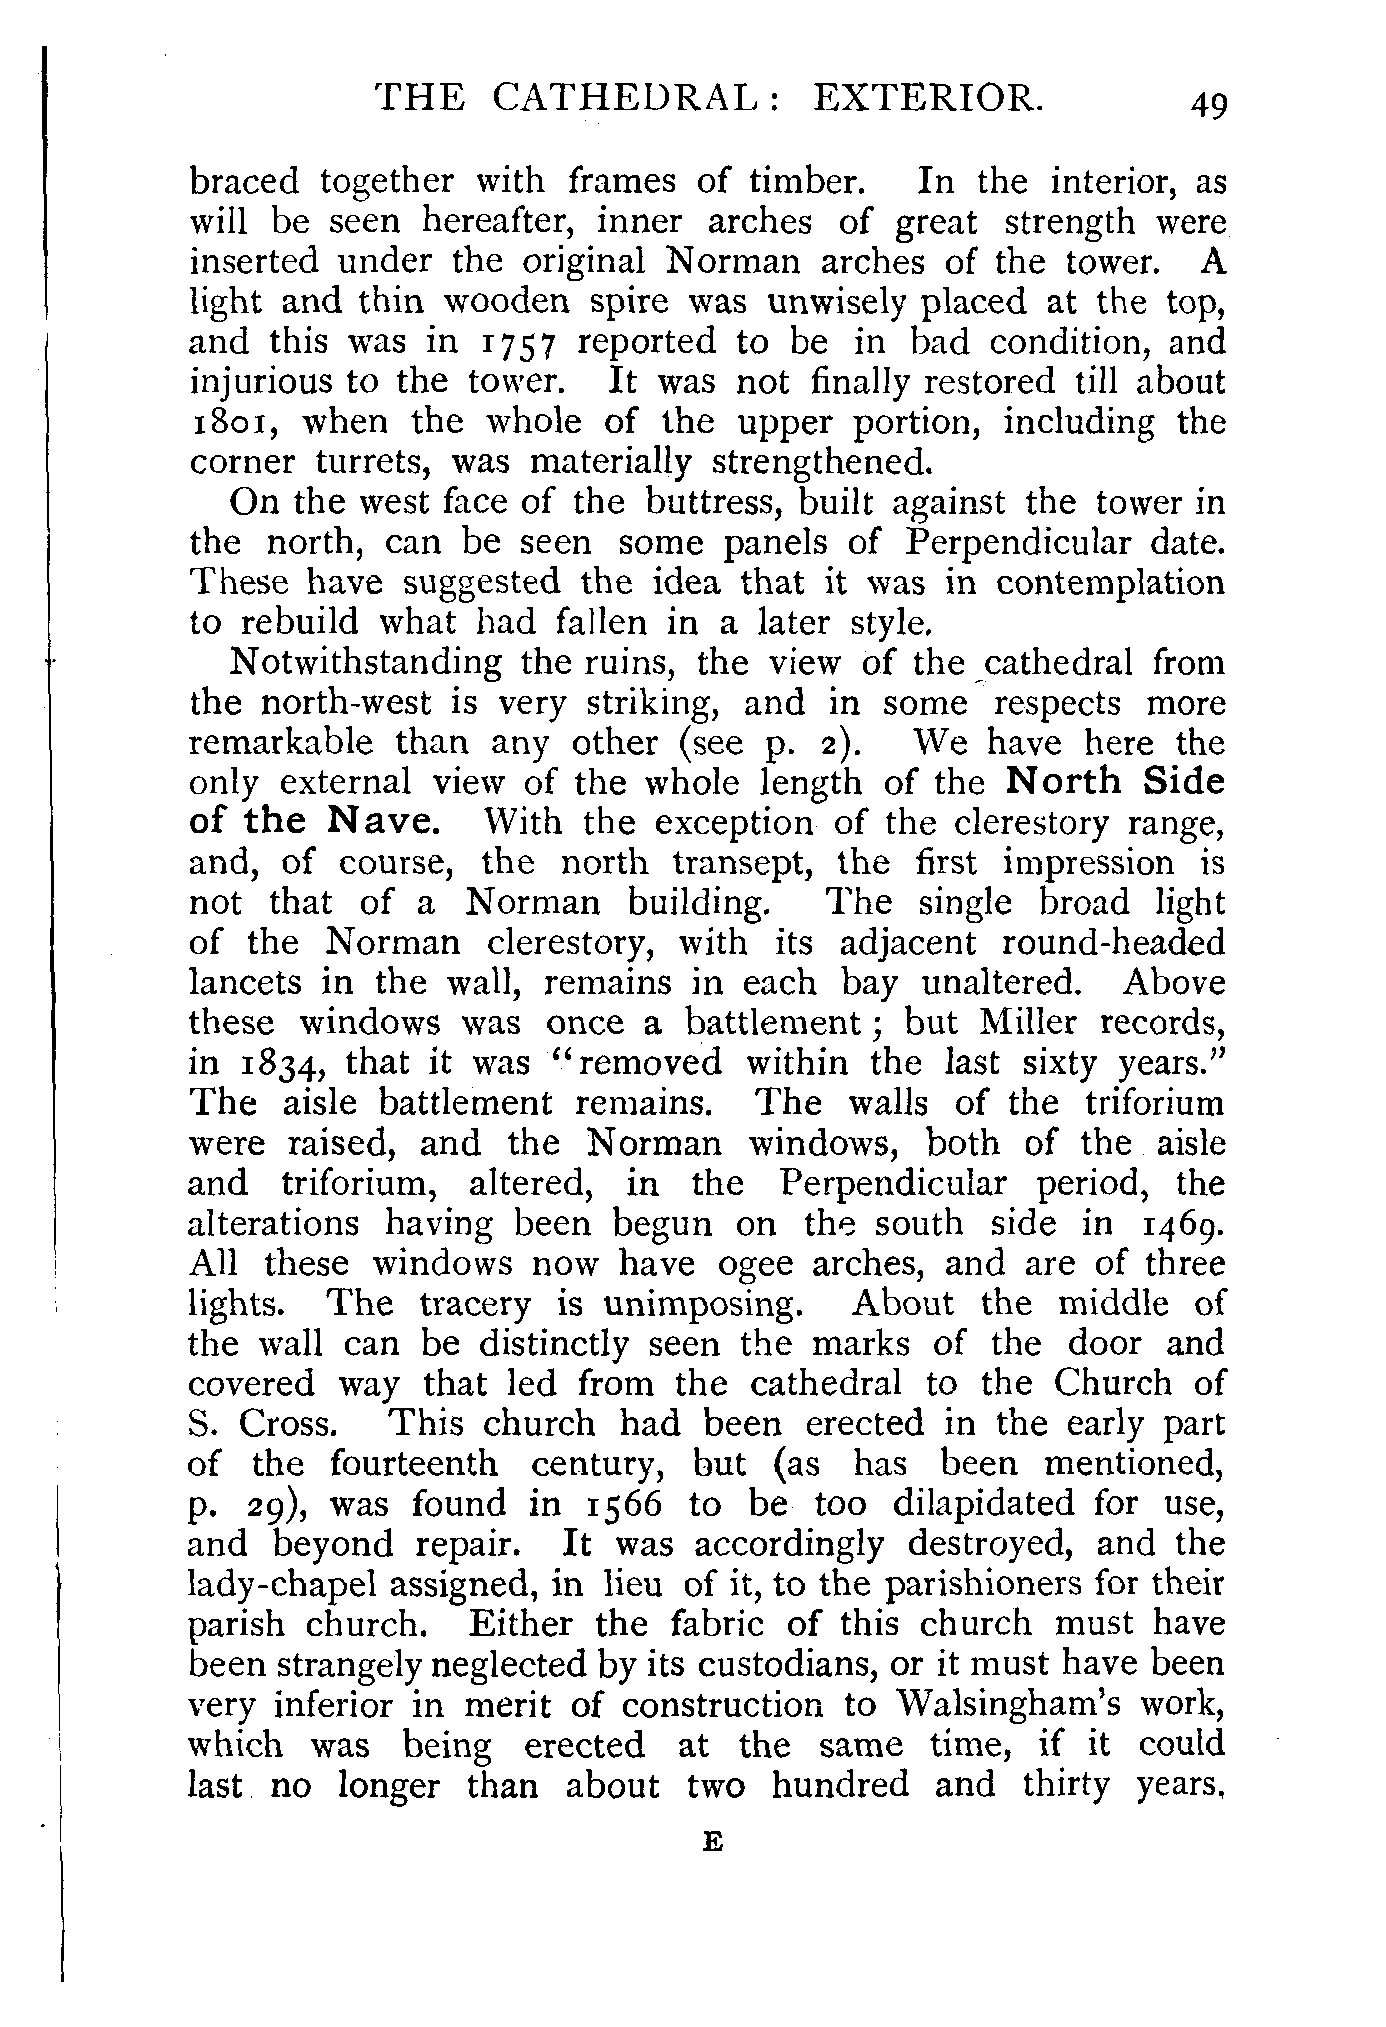 THE CATHEDRAL: EXTERIOR. 49
braced together with frames of timber. In the interior, as
will be seen hereafter, inner arches of great strength were
inserted under the original Norman arches of the tower. A
light and thin wooden spire was unwisely placed at the top,
and this was in 1757 reported to be in bad condition, and
injurious to the tower. It was not finally restored till about
1801, when the whole of the upper portion, including the
corner turrets, was materially strengthened.
On the west face of the buttress, built against the tower in
the north, can be seen some panels of Perpendicular date.
These have suggested the idea that it was in contemplation
to rebuild what had fallen in a later style.
Notwithstanding the ruins, the view of the cathedral from
the north-west is very striking, and in some respects more
remarkable than any other (see p. 2). We have here the
only external view of the whole length of the North Side
of the Nave. With the exception of the clerestory range,
and, of course, the north transept, the first impression is
not that of a Norman building. The single broad light
of the Norman clerestory, with its adjacent round-headed
lancets in the wall, remains in each bay unaltered. Above
these windows was once a battlement; but Miller records,
in 1834, that it was "removed within the last sixty years."
The aisle battlement remains. The walls of the triforium
were raised, and the Norman windows, both of the aisle
and triforium, altered, in the Perpendicular period, the
alterations having been begun on the south side in 1469.
All these windows now have ogee arches, and are of three
lights. The tracery is unimposing. About the middle of
the wall can be distinctly seen the marks of the door and
covered way that led from the cathedral to the Church of
S. Cross. This church had been erected in the early part
of the fourteenth century, but (as has been mentioned,
p. 29), was found in 1566 to be too dilapidated for use,
and beyond repair. It was accordingly destroyed, and the
lady-chapel assigned, in lieu of it, to the parishioners for their
parish church. Either the fabric of this church must have
been strangely neglected by its custodians, or it must have been
very inferior in merit of construction to Walsingham's work,
which was being erected at the same time, if it could
last no longer than about two hundred and thirty years,
E